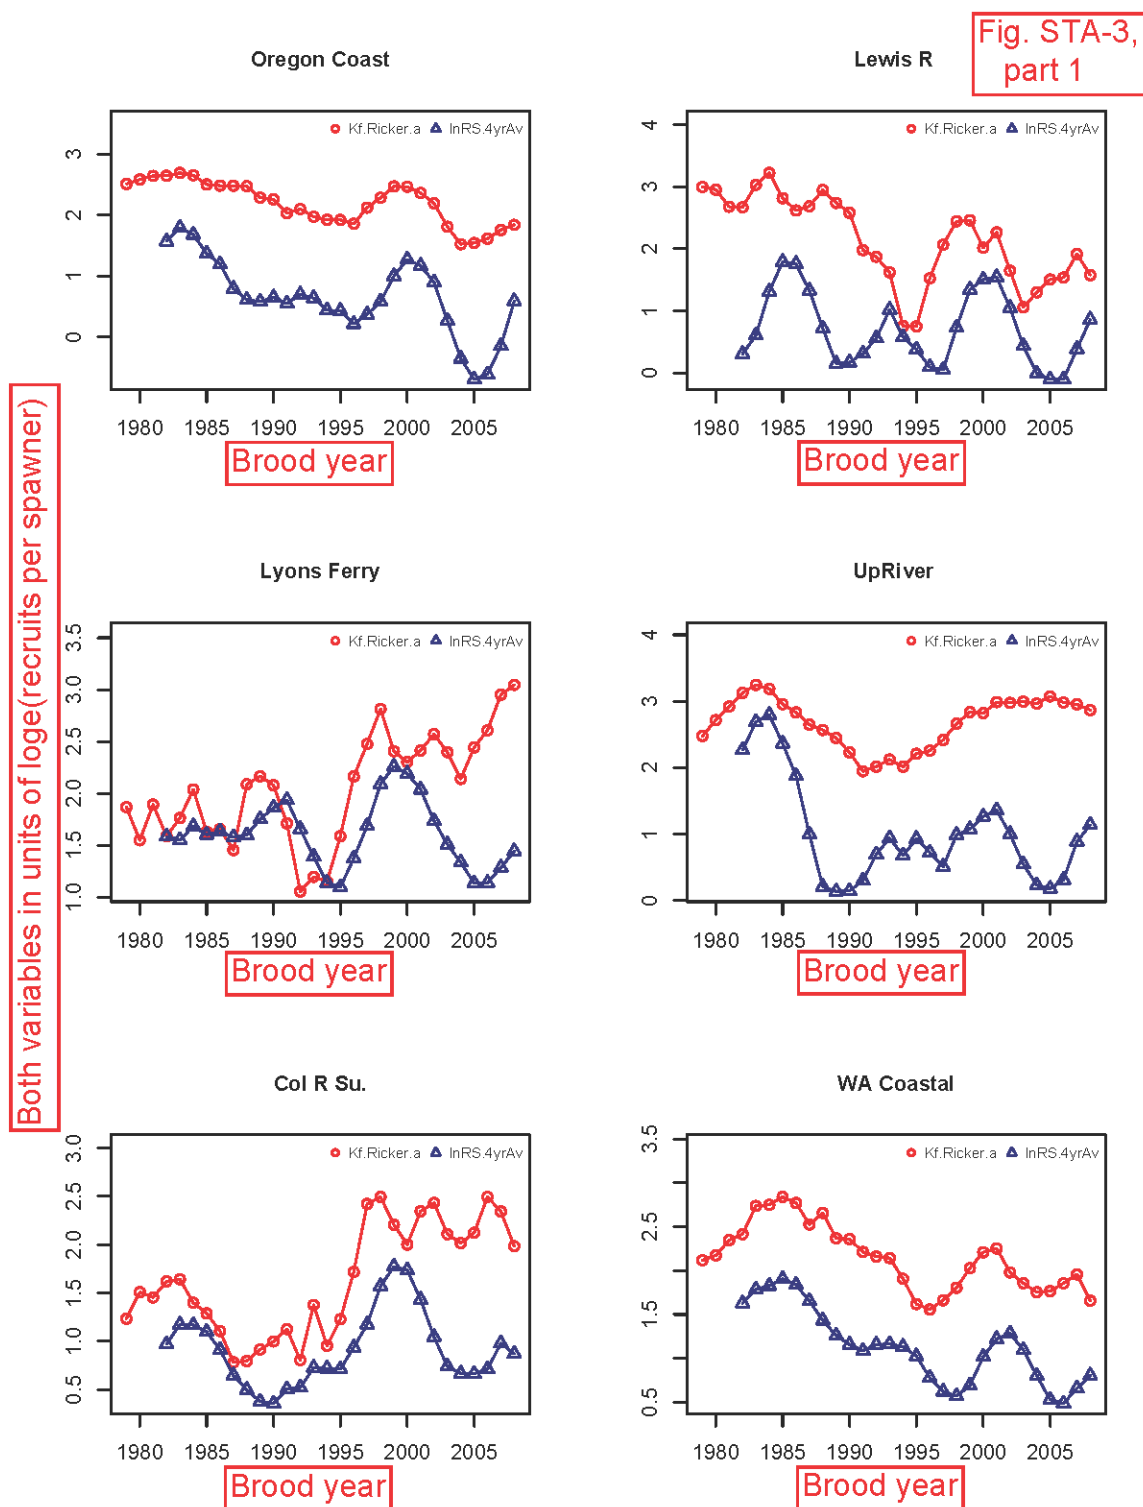 Fig. STA-3,
part 1
Both variables in units of loge(recruits per spawner)
Oregon Coast
Kf.Ricker.a lnRS.4yrAv
3
2
1
0
1980 1985 1990 1995 2000 2005
Brood year
Lewis R
Kf.Ricker.a lnRS.4yrAv
4
3
2
1
0
1980 1985 1990 1995 2000 2005
Brood year
Lyons Ferry
Kf.Ricker.a lnRS.4yrAv
3.5
3.0
2.5
2.0
1.5
1.0
1980 1985 1990 1995 2000 2005
Brood year
UpRiver
Kf.Ricker.a lnRS.4yrAv
4
3
2
1
0
1980 1985 1990 1995 2000 2005
Brood year
Col R Su.
Kf.Ricker.a lnRS.4yrAv
3.0
2.5
2.0
1.5
1.0
0.5
1980 1985 1990 1995 2000 2005
Brood year
WA Coastal
Kf.Ricker.a lnRS.4yrAv
3.5
2.5
1.5
0.5
1980 1985 1990 1995 2000 2005
Brood year